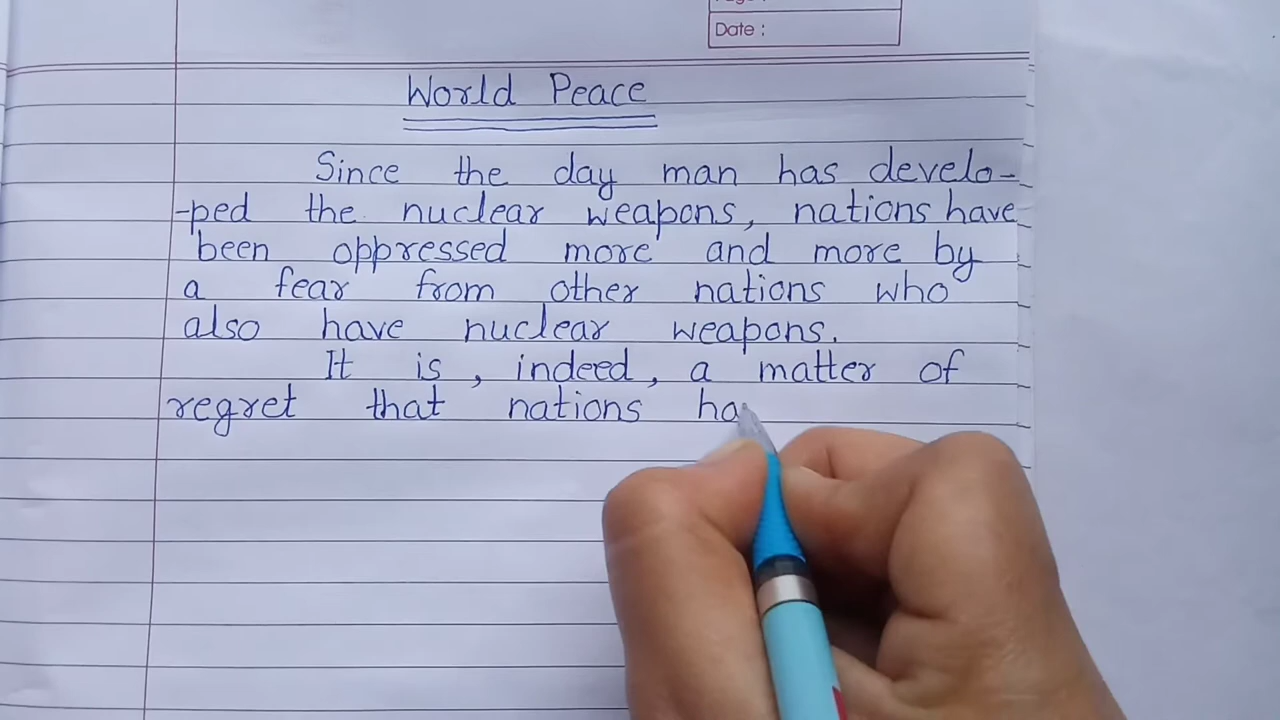 Date :
World Peace
Since the day man has develo-
-ped the nuclear weapons, nations have
been oppressed more and more by
a fear from other nations who
also have nuclear weapons.
It is, indeed, a matter of
regret that nations ha